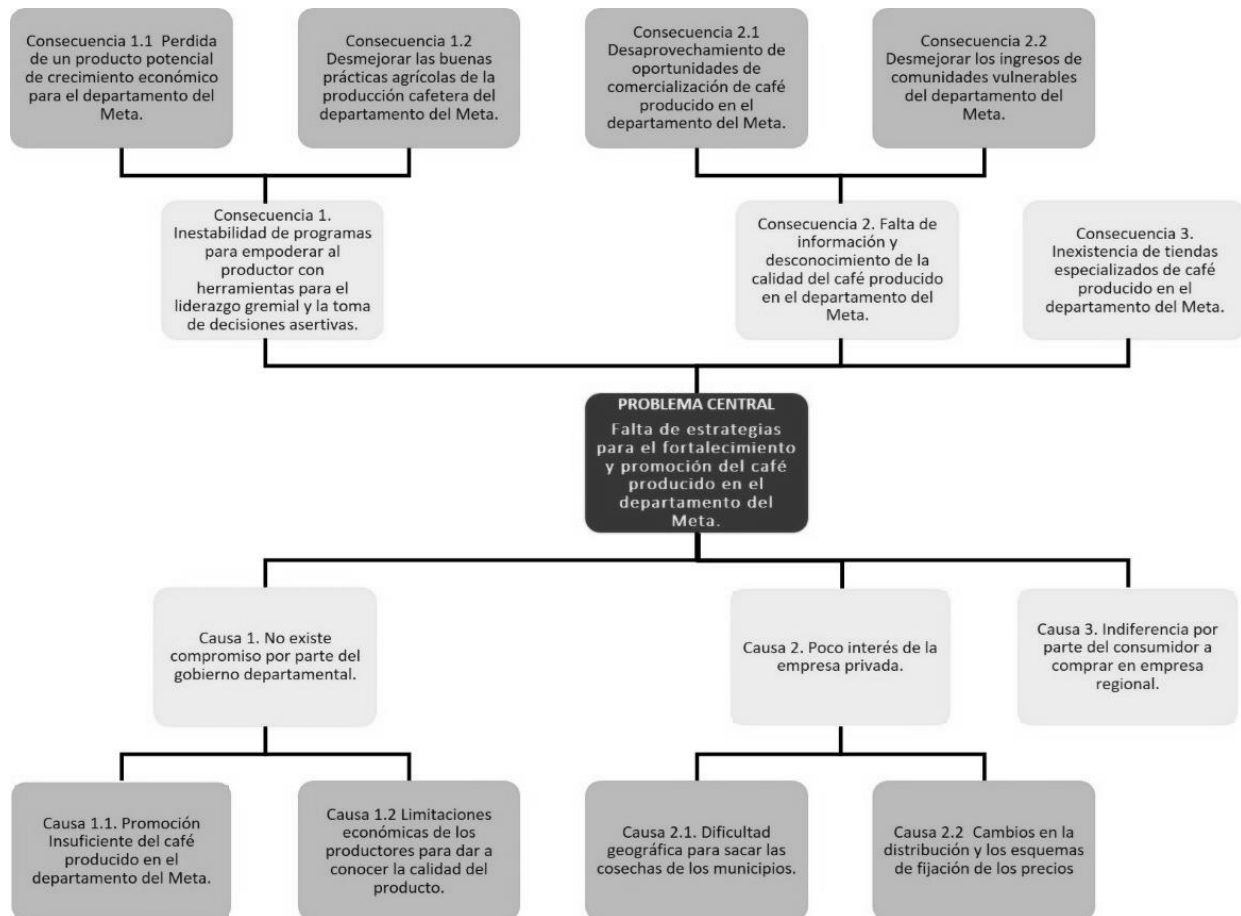 Consecuencia 1.1 Perdida
de un producto potencial
de crecimiento económico
para el departamento del
Meta.
Consecuencia 1.2
Desmejorar las buenas
prácticas agrícolas de la
producción cafetera del
departamento del Meta.
Consecuencia 2.1
Desaprovechamiento de
oportunidades de
comercialización de café
producido en el
departamento del Meta.
Consecuencia 2.2
Desmejorar los ingresos de
comunidades vulnerables
del departamento del
Meta.
Consecuencia 1.
Inestabilidad de programas
para empoderar al
productor con
herramientas para el
liderazgo gremial y la toma
de decisiones asertivas.
Consecuencia 2. Falta de
información y
desconocimiento de la
calidad del café producido
en el departamento del
Meta.
Consecuencia 3.
Inexistencia de tiendas
especializados de café
producido en el
departamento del Meta.
PROBLEMA CENTRAL
Falta de estrategias
para el fortalecimiento
y promoción del café
producido en el
departamento del
Meta.
Causa 1. No existe
compromiso por parte del
gobierno departamental.
Causa 2. Poco interés de la
empresa privada.
Causa 3. Indiferencia por
parte del consumidor a
comprar en empresa
regional.
Causa 1.1. Promoción
Insuficiente del café
producido en el
departamento del Meta.
Causa 1.2 Limitaciones
económicas de los
productores para dar a
conocer la calidad del
producto.
Causa 2.1. Dificultad
geográfica para sacar las
cosechas de los municipios.
Causa 2.2 Cambios en la
distribución y los esquemas
de fijación de los precios